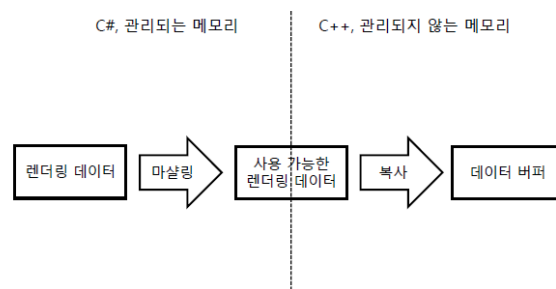 C#, 관리되는 메모리
C++, 관리되지 않는 메모리
렌더링 데이터
마샬링
사용 가능한
렌더링 데이터
복사
데이터 버퍼